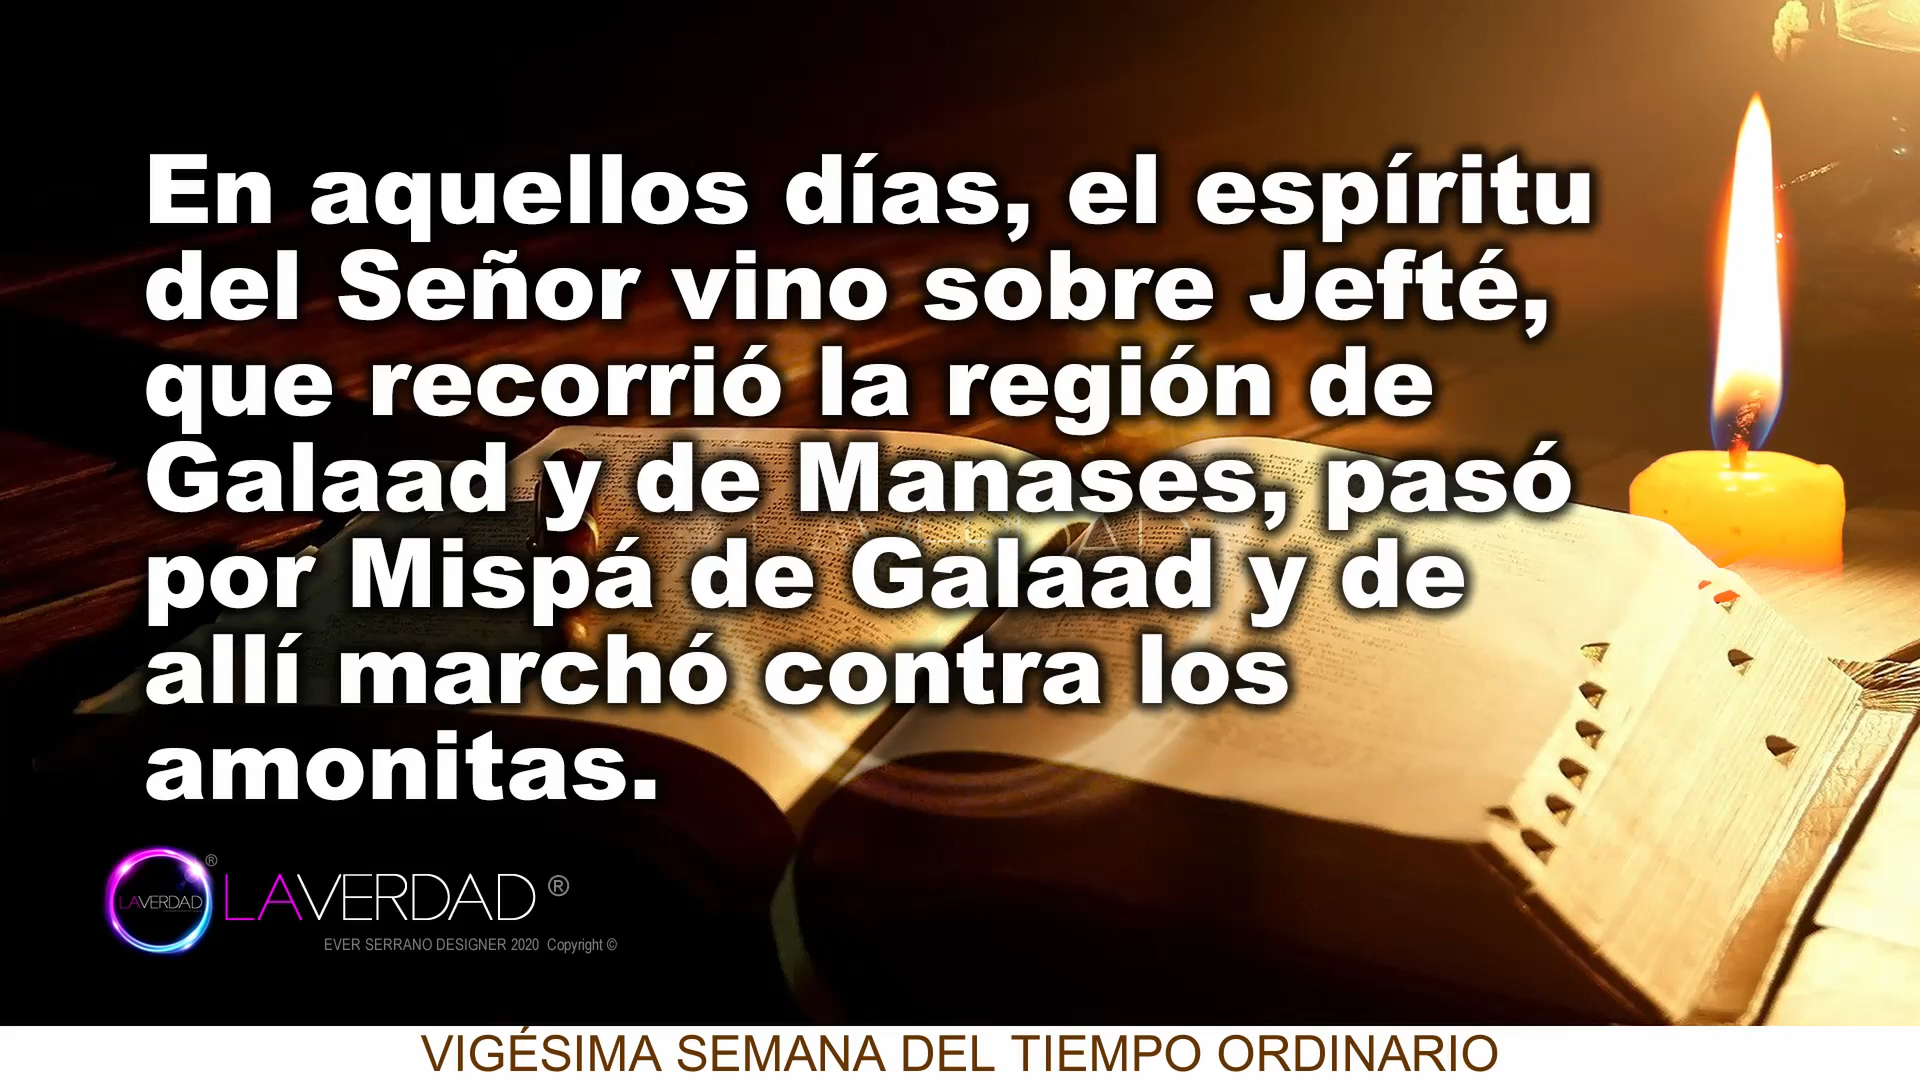 En aquellos días, el espíritu
del Señor vino sobre Jefté,
que recorrió la región de
Galaad y de Manases, pasó
por Mispá de Galaad y de
allí marchó contra los
amonitas.
LAVERDAD ®
LAVERDAD ®
EVER SERRANO DESIGNER 2020 Copyright ©
VIGÉSIMA SEMANA DEL TIEMPO ORDINARIO